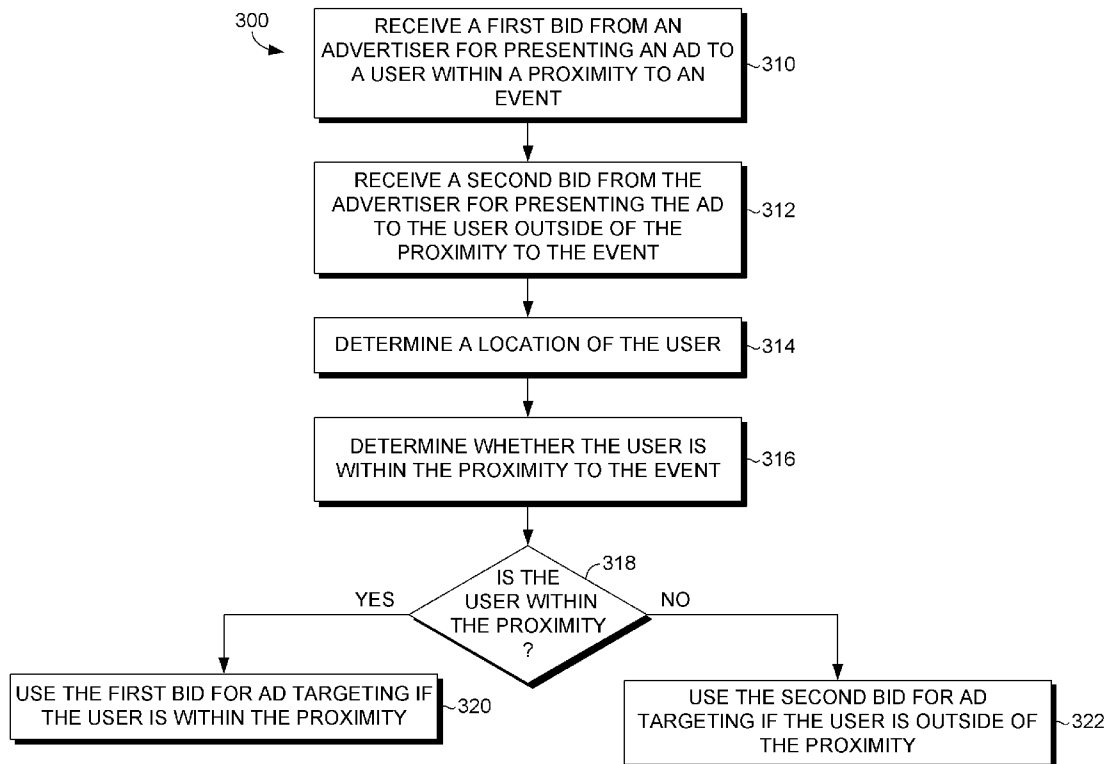 300
RECEIVE A FIRST BID FROM AN
ADVERTISER FOR PRESENTING AN AD TO
A USER WITHIN A PROXIMITY TO AN
EVENT
310
RECEIVE A SECOND BID FROM THE
ADVERTISER FOR PRESENTING THE AD
TO THE USER OUTSIDE OF THE
PROXIMITY TO THE EVENT
312
DETERMINE A LOCATION OF THE USER
314
DETERMINE WHETHER THE USER IS
WITHIN THE PROXIMITY TO THE EVENT
316
318
IS THE
USER WITHIN
THE PROXIMITY
?
YES
NO
USE THE FIRST BID FOR AD TARGETING IF
THE USER IS WITHIN THE PROXIMITY
320
USE THE SECOND BID FOR AD
TARGETING IF THE USER IS OUTSIDE OF
THE PROXIMITY
322